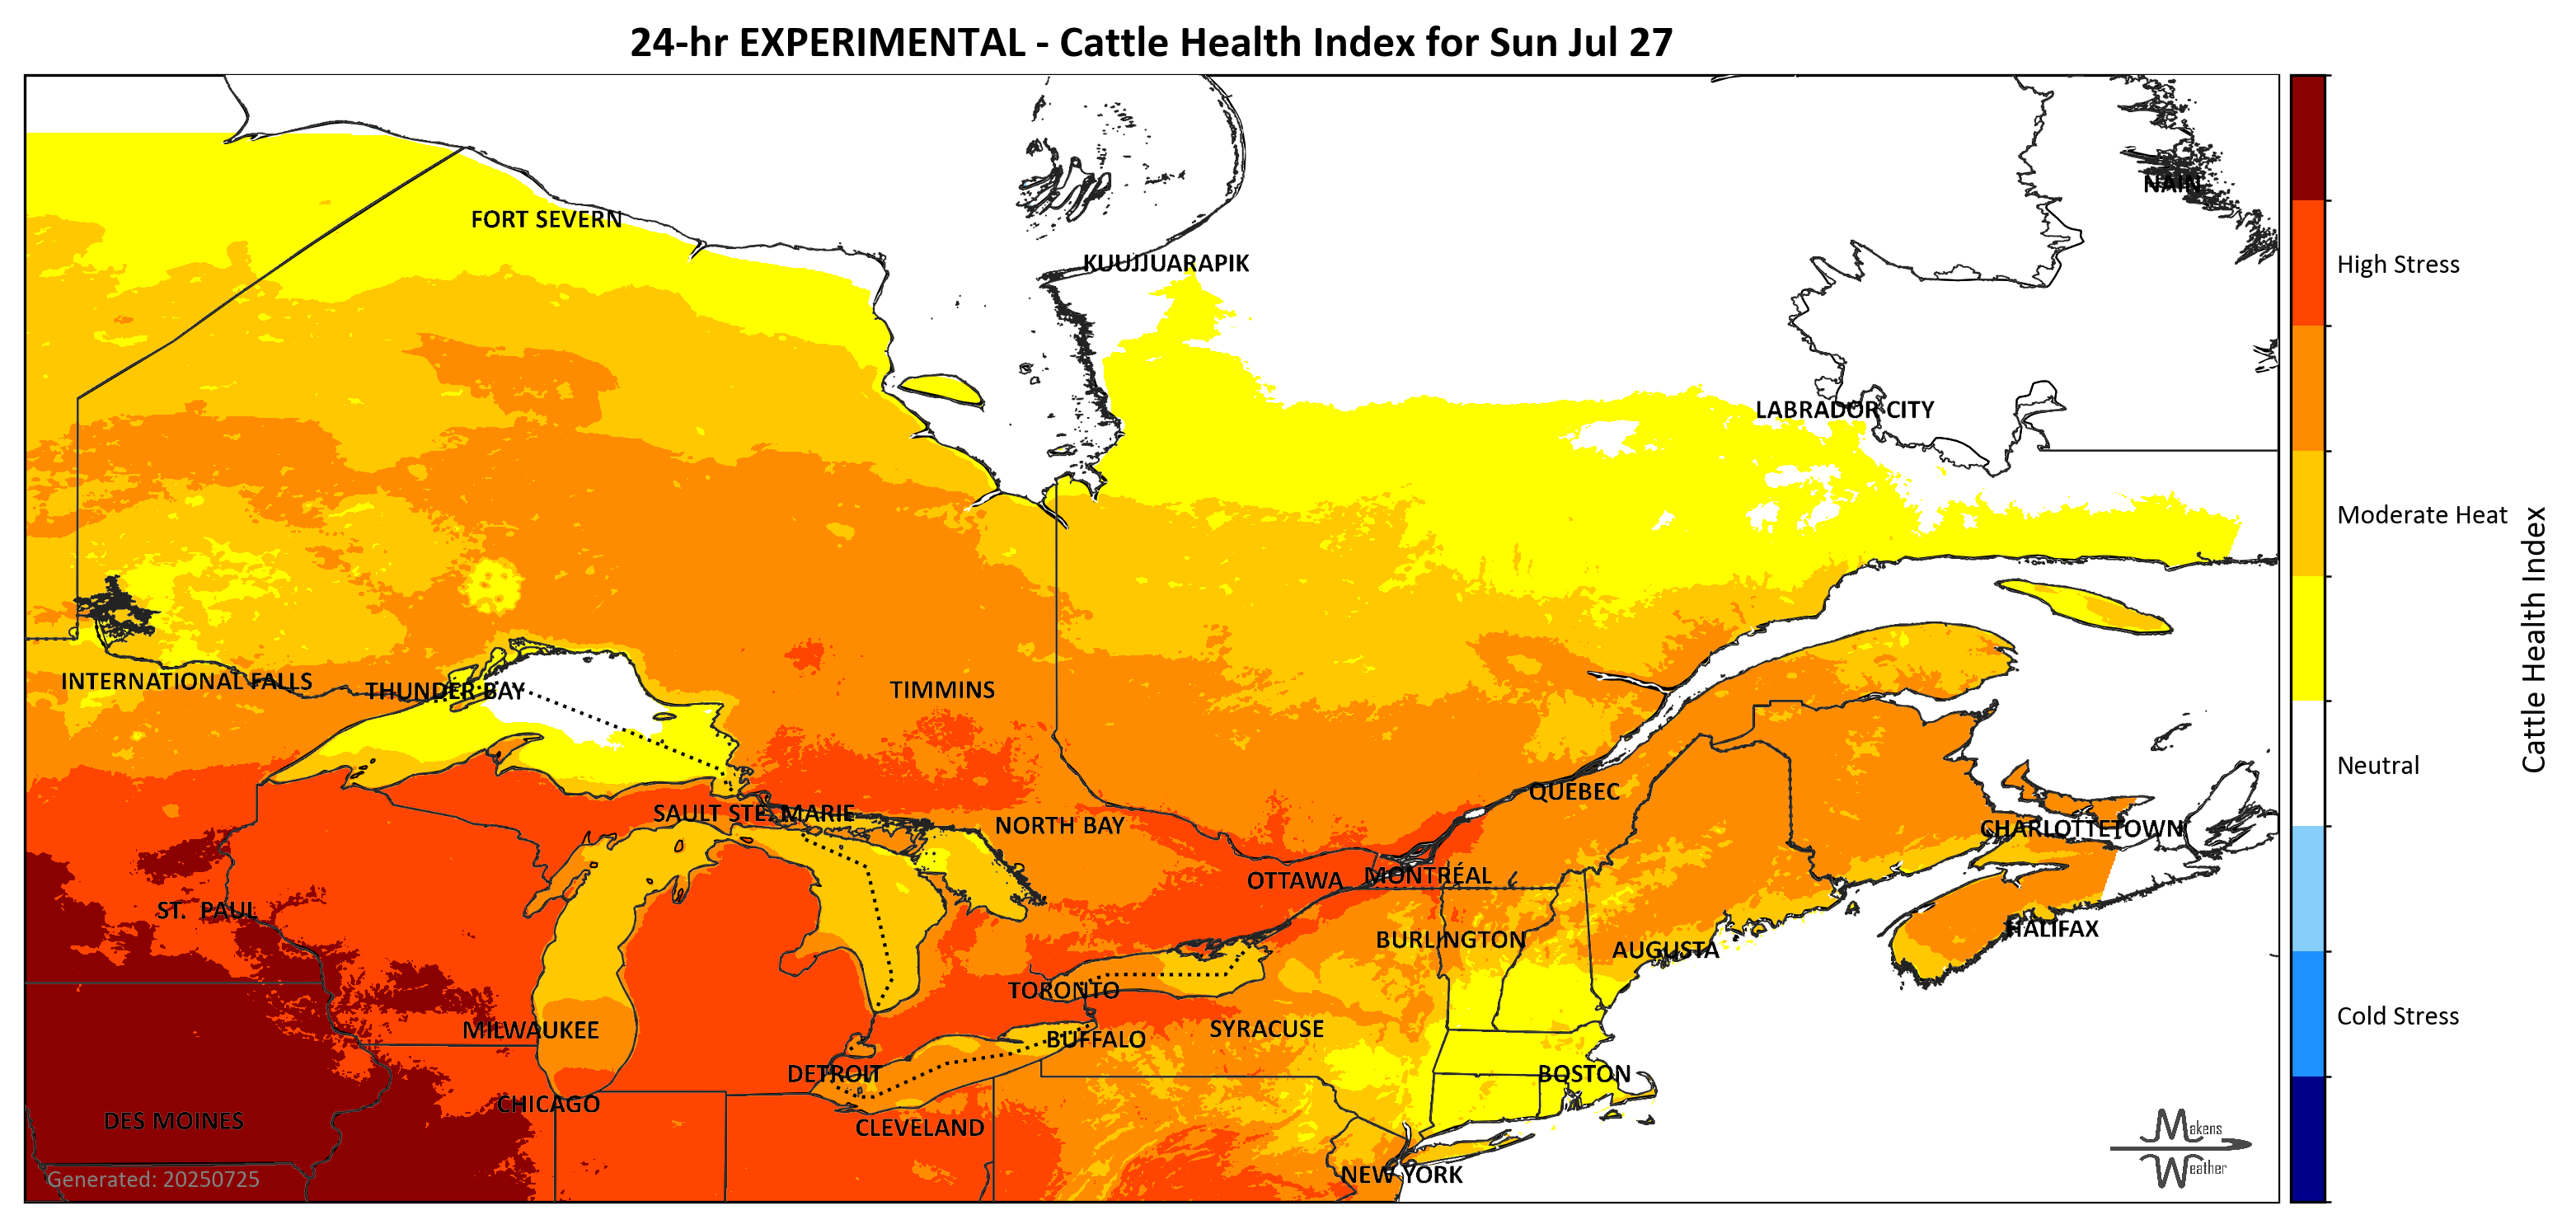 24-hr EXPERIMENTAL - Cattle Health Index for Sun Jul 27
NAIN
FORT SEVERN
KUUJJUARAPIK
High Stress
LABRADOR CITY
Moderate Heat
Cattle Health Index
INTERNATIONAL FALLS
THUNDER BAY
TIMMINS
Neutral
QUEBEC
SAULT STE. MARIE
NORTH BAY
CHARLOTTETOWN
OTTAWA
MONTRÉAL
ST. PAUL
HALIFAX
BURLINGTON
AUGUSTA
TORONTO
Cold Stress
MILWAUKEE
SYRACUSE
BUFFALO
DETROIT
BOSTON
CHICAGO
DES MOINES
CLEVELAND
Makens
Weather
NEW YORK
Generated: 20250725